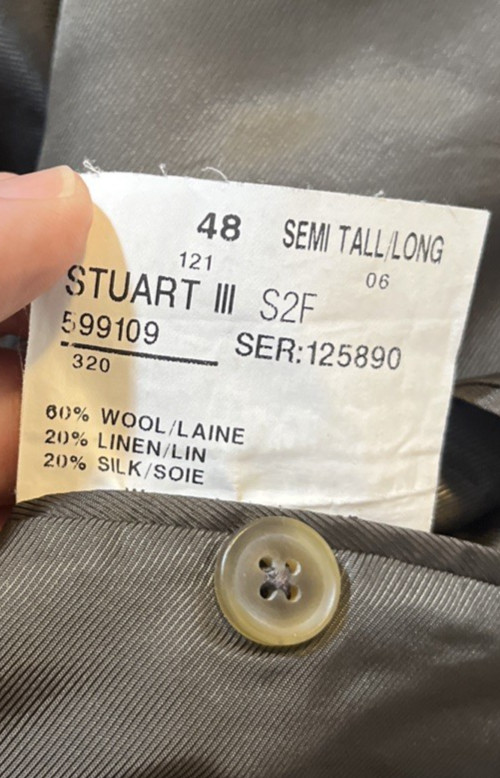 48 SEMI TALL/LONG
121 06
STUART III S2F
599109 SER:125890
320
60% WOOL/LAINE
20% LINEN/LIN
20% SILK/SOIE